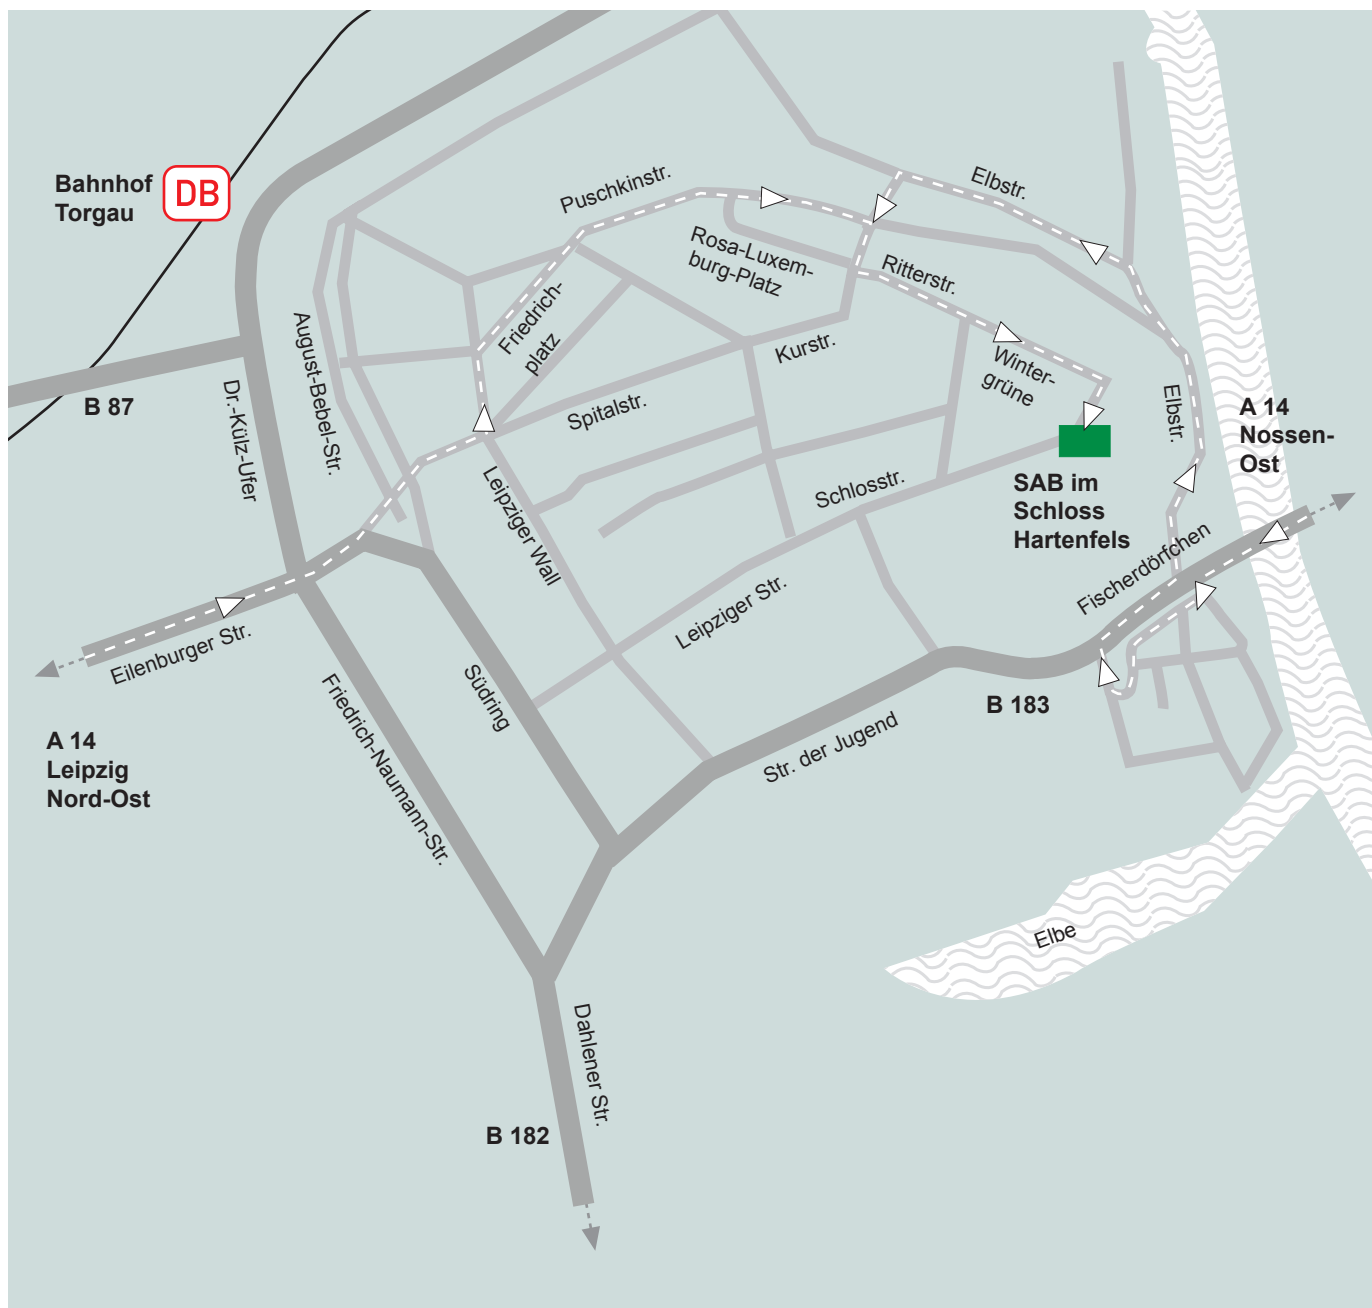 Bahnhof
Torgau
DB
Puschkinstr.
Elbstr.
Rosa-Luxem-
burg-Platz
Ritterstr.
Friedrich-
platz
August-Bebel-Str.
Dr.-Külz-Ufer
B 87
Kurstr.
Winter-
grüne
Spitalstr.
Elbstr.
A 14
Nossen-
Ost
Leipziger Wall
Schlosstr.
SAB im
Schloss
Hartenfels
Fischerdörfchen
Leipziger Str.
Eilenburger Str.
Südring
Friedrich-Naumann-Str.
B 183
Str. der Jugend
A 14
Leipzig
Nord-Ost
Elbe
Dahlener Str.
B 182